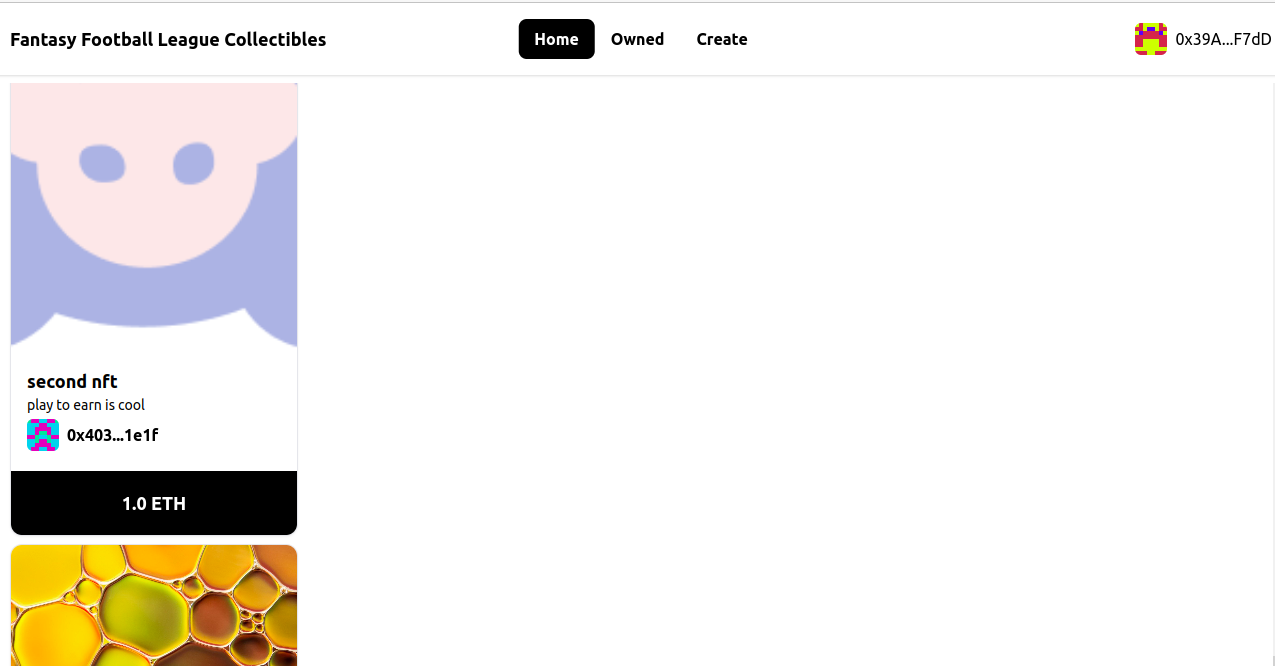 Fantasy Football League Collectibles
Home
Owned
Create
0x39A...F7dD
second nft
play to earn is cool
0x403...1e1f
1.0 ETH